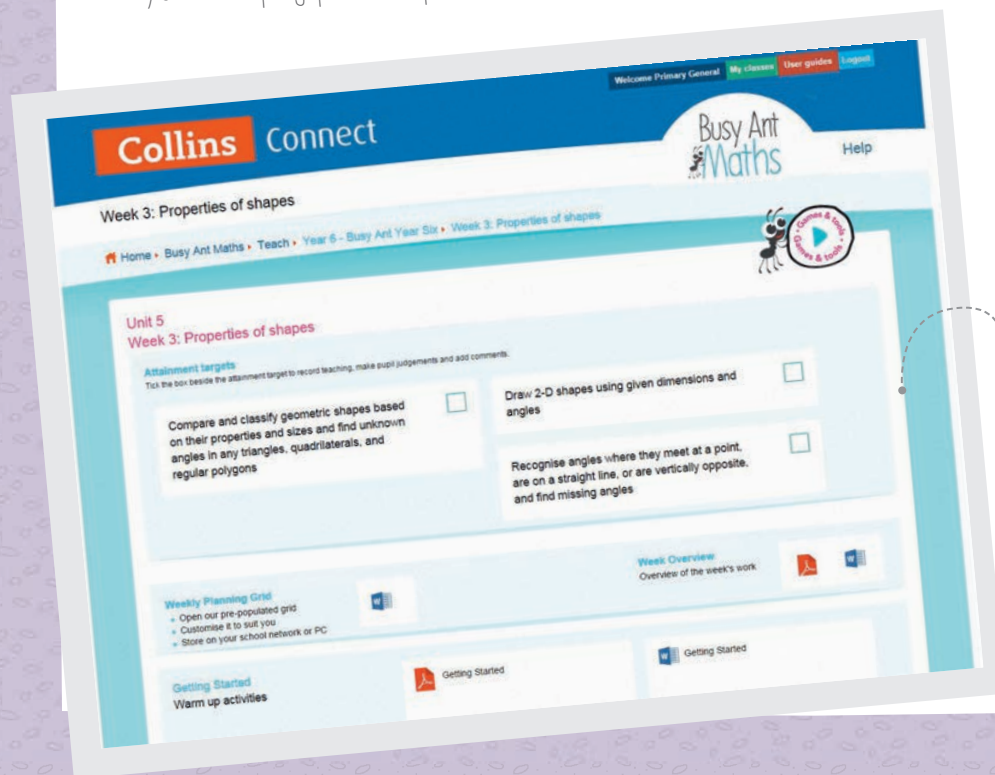 Welcome Primary General My classes User guides Logout
Collins Connect
Busy Ant
Maths
Help
Week 3: Properties of shapes
Home Busy Ant Maths Teach Year 6 - Busy Ant Year Six Week 3: Properties of shapes
Games & tools
Games & tools
Unit 5
Week 3: Properties of shapes
Attainment targets
Tick the box beside the attainment target to record teaching, make pupil judgements and add comments.
Compare and classify geometric shapes based
on their properties and sizes and find unknown
angles in any triangles, quadrilaterals, and
regular polygons
Draw 2-D shapes using given dimensions and
angles
Recognise angles where they meet at a point,
are on a straight line, or are vertically opposite,
and find missing angles
Weekly Planning Grid
Open our pre-populated grid
Customise it to suit you
Store on your school network or PC
Week Overview
Overview of the week's work
Getting Started
Warm up activities
Getting Started
Getting Started